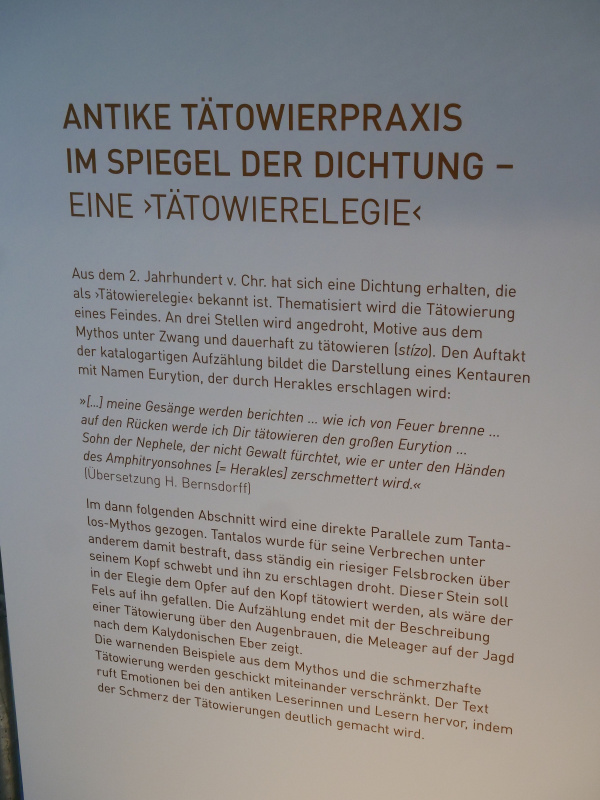 ANTIKE TÄTOWIERPRAXIS
IM SPIEGEL DER DICHTUNG –
EINE ›TÄTOWIERELEGIE‹
Aus dem 2. Jahrhundert v. Chr. hat sich eine Dichtung erhalten, die
als ›Tätowierelegie‹ bekannt ist. Thematisiert wird die Tätowierung
eines Feindes. An drei Stellen wird angedroht, Motive aus dem
Mythos unter Zwang und dauerhaft zu tätowieren (stízo). Den Auftakt
der katalogartigen Aufzählung bildet die Darstellung eines Kentauren
mit Namen Eurytion, der durch Herakles erschlagen wird:
»[...] meine Gesänge werden berichten ... wie ich von Feuer brenne ...
auf den Rücken werde ich Dir tätowieren den großen Eurytion ...
Sohn der Nephele, der nicht Gewalt fürchtet, wie er unter den Händen
des Amphitryonsohnes [= Herakles] zerschmettert wird.«
(Übersetzung H. Bernsdorff)
Im dann folgenden Abschnitt wird eine direkte Parallele zum Tanta-
los-Mythos gezogen. Tantalos wurde für seine Verbrechen unter
anderem damit bestraft, dass ständig ein riesiger Felsbrocken über
seinem Kopf schwebt und ihn zu erschlagen droht. Dieser Stein soll
in der Elegie dem Opfer auf den Kopf tätowiert werden, als wäre der
Fels auf ihn gefallen. Die Aufzählung endet mit der Beschreibung
einer Tätowierung über den Augenbrauen, die Meleager auf der Jagd
nach dem Kalydonischen Eber zeigt.
Die warnenden Beispiele aus dem Mythos und die schmerzhafte
Tätowierung werden geschickt miteinander verschränkt. Der Text
ruft Emotionen bei den antiken Leserinnen und Lesern hervor, indem
der Schmerz der Tätowierungen deutlich gemacht wird.